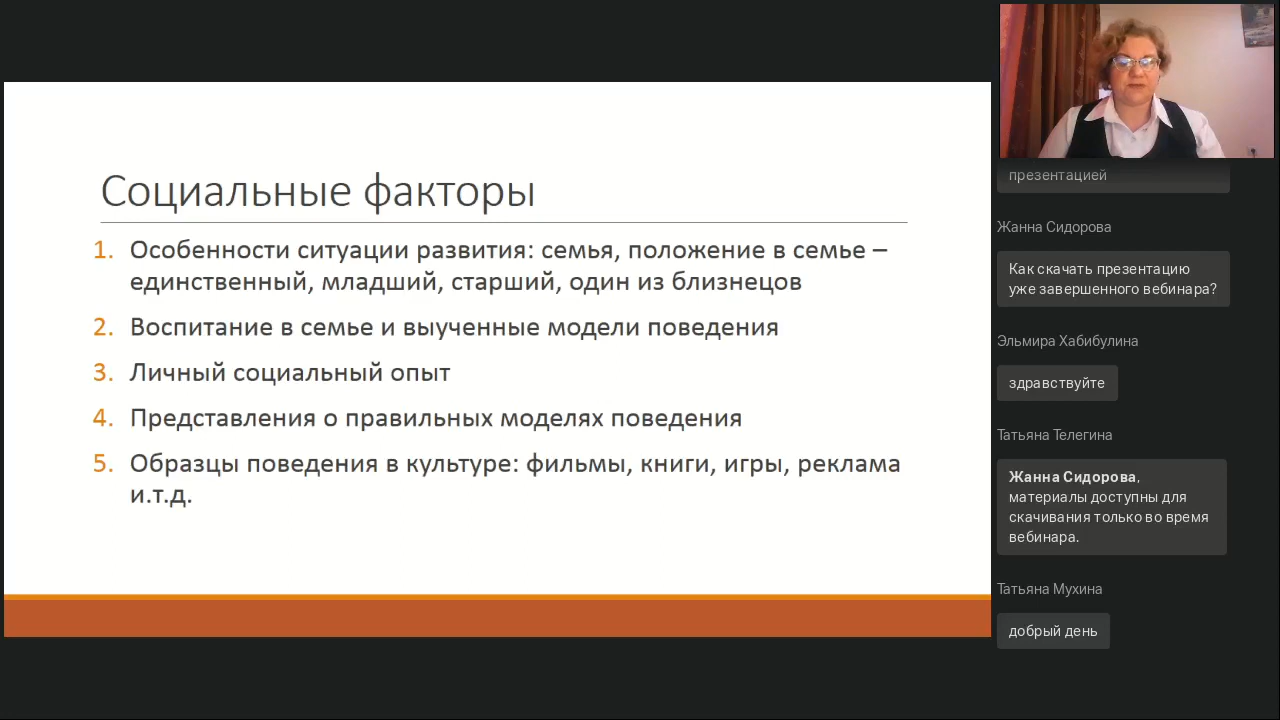 Социальные факторы
1. Особенности ситуации развития: семья, положение в семье –
единственный, младший, старший, один из близнецов
2. Воспитание в семье и выученные модели поведения
3. Личный социальный опыт
4. Представления о правильных моделях поведения
5. Образцы поведения в культуре: фильмы, книги, игры, реклама
и.т.д.
презентацией
Жанна Сидорова
Как скачать презентацию
уже завершенного вебинара?
Эльмира Хабибулина
здравствуйте
Татьяна Телегина
Жанна Сидорова,
материалы доступны для
скачивания только во время
вебинара.
Татьяна Мухина
добрый день